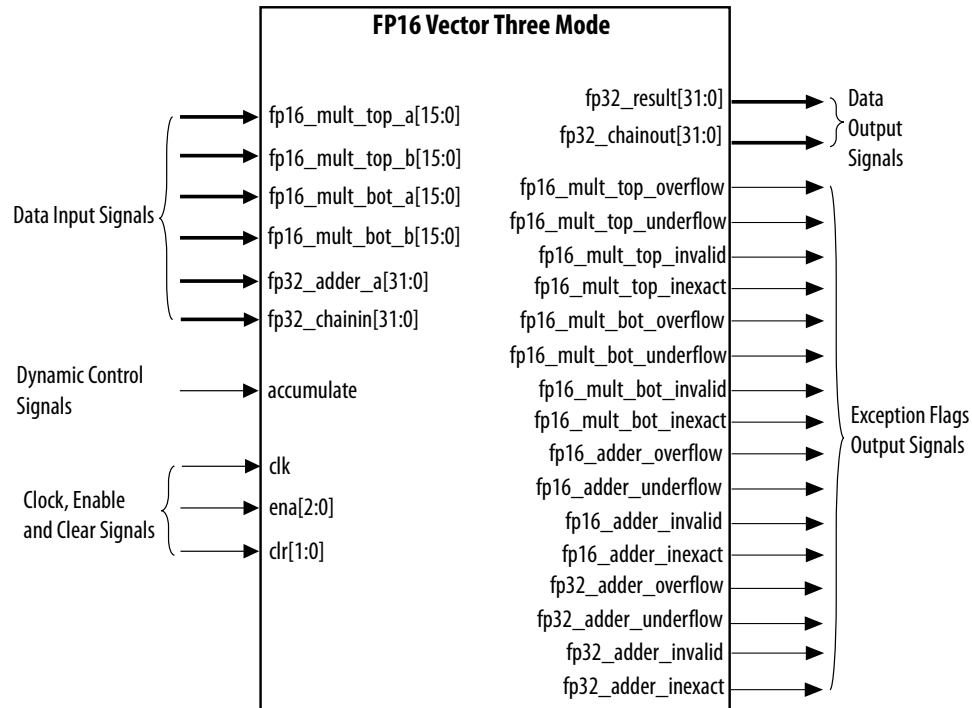 FP16 Vector Three Mode
Data Input Signals
fp16_mult_top_a[15:0]
fp16_mult_top_b[15:0]
fp16_mult_bot_a[15:0]
fp16_mult_bot_b[15:0]
fp32_adder_a[31:0]
fp32_chainin[31:0]
Dynamic Control
Signals
accumulate
Clock, Enable
and Clear Signals
clk
ena[2:0]
clr[1:0]
fp32_result[31:0]
fp32_chainout[31:0]
Data
Output
Signals
fp16_mult_top_overflow
fp16_mult_top_underflow
fp16_mult_top_invalid
fp16_mult_top_inexact
fp16_mult_bot_overflow
fp16_mult_bot_underflow
fp16_mult_bot_invalid
fp16_mult_bot_inexact
fp16_adder_overflow
fp16_adder_underflow
fp16_adder_invalid
fp16_adder_inexact
fp32_adder_overflow
fp32_adder_underflow
fp32_adder_invalid
fp32_adder_inexact
Exception Flags
Output Signals